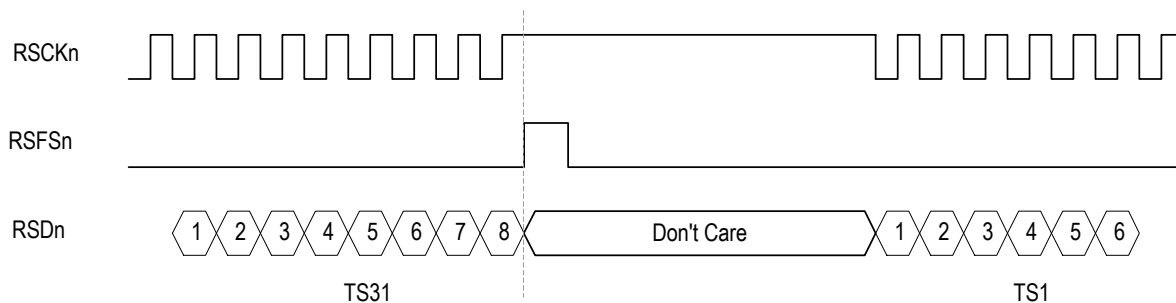 RSCKn
RSFSn
RSDn 1 2 3 4 5 6 7 8 Don't Care 1 2 3 4 5 6
TS31 TS1